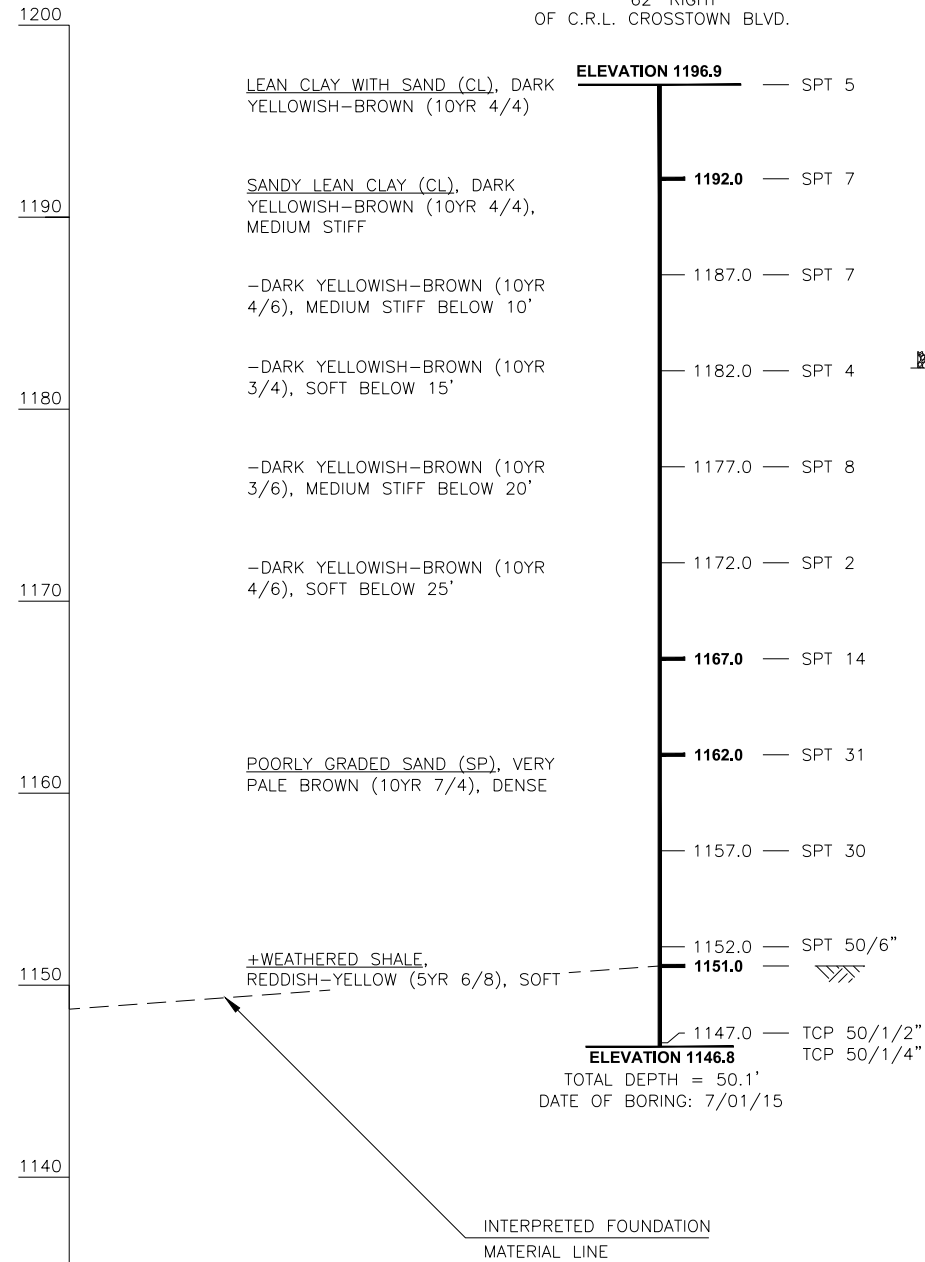 62' RIGHT
OF C.R.L. CROSSTOWN BLVD.
1200
ELEVATION 1196.9
LEAN CLAY WITH SAND (CL), DARK
YELLOWISH-BROWN (10YR 4/4)
SPT 5
SANDY LEAN CLAY (CL), DARK
YELLOWISH-BROWN (10YR 4/4),
MEDIUM STIFF
1192.0
SPT 7
1190
-DARK YELLOWISH-BROWN (10YR
4/6), MEDIUM STIFF BELOW 10'
1187.0
SPT 7
-DARK YELLOWISH-BROWN (10YR
3/4), SOFT BELOW 15'
1182.0
SPT 4
1180
-DARK YELLOWISH-BROWN (10YR
3/6), MEDIUM STIFF BELOW 20'
1177.0
SPT 8
-DARK YELLOWISH-BROWN (10YR
4/6), SOFT BELOW 25'
1172.0
SPT 2
1170
1167.0
SPT 14
1162.0
SPT 31
POORLY GRADED SAND (SP), VERY
PALE BROWN (10YR 7/4), DENSE
1160
1157.0
SPT 30
1152.0
SPT 50/6"
+WEATHERED SHALE,
REDDISH-YELLOW (5YR 6/8), SOFT
1151.0
1150
1147.0
TCP 50/1/2"
TCP 50/1/4"
ELEVATION 1146.8
TOTAL DEPTH = 50.1'
DATE OF BORING: 7/01/15
1140
INTERPRETED FOUNDATION
MATERIAL LINE